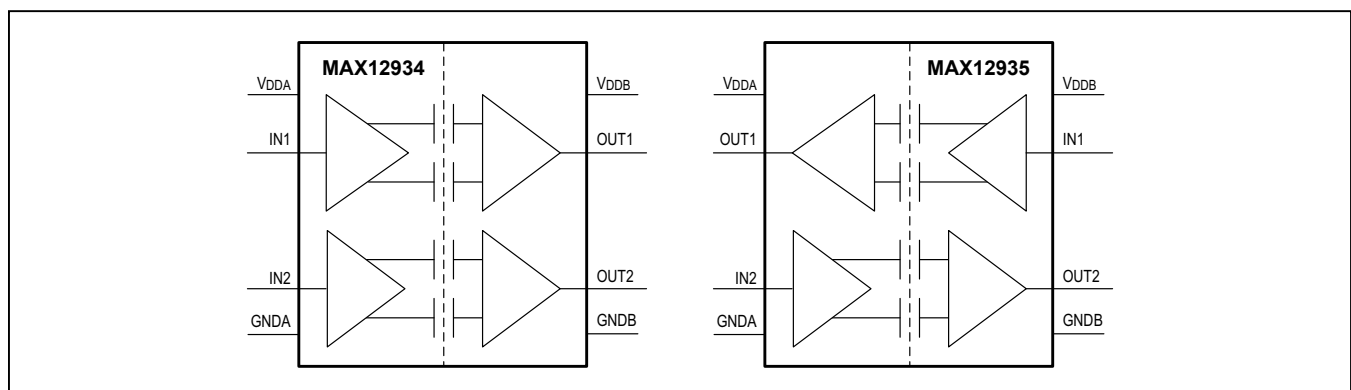 MAX12934
VDDA
VDDB
IN1
OUT1
IN2
OUT2
GNDA
GNDB
MAX12935
VDDA
VDDB
OUT1
IN1
IN2
OUT2
GNDA
GNDB